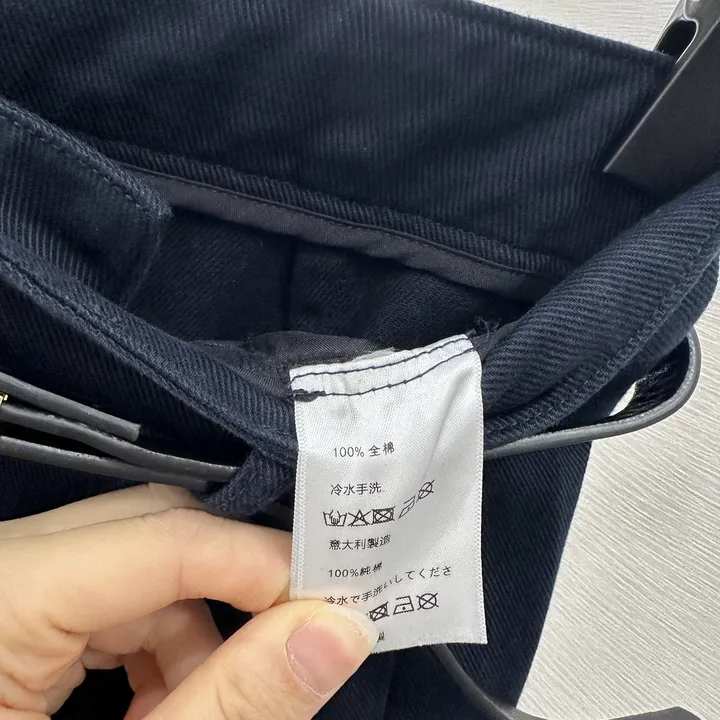 100% 全棉
冷水手洗
意大利製造
100%純棉
冷水で手洗いしてくださ